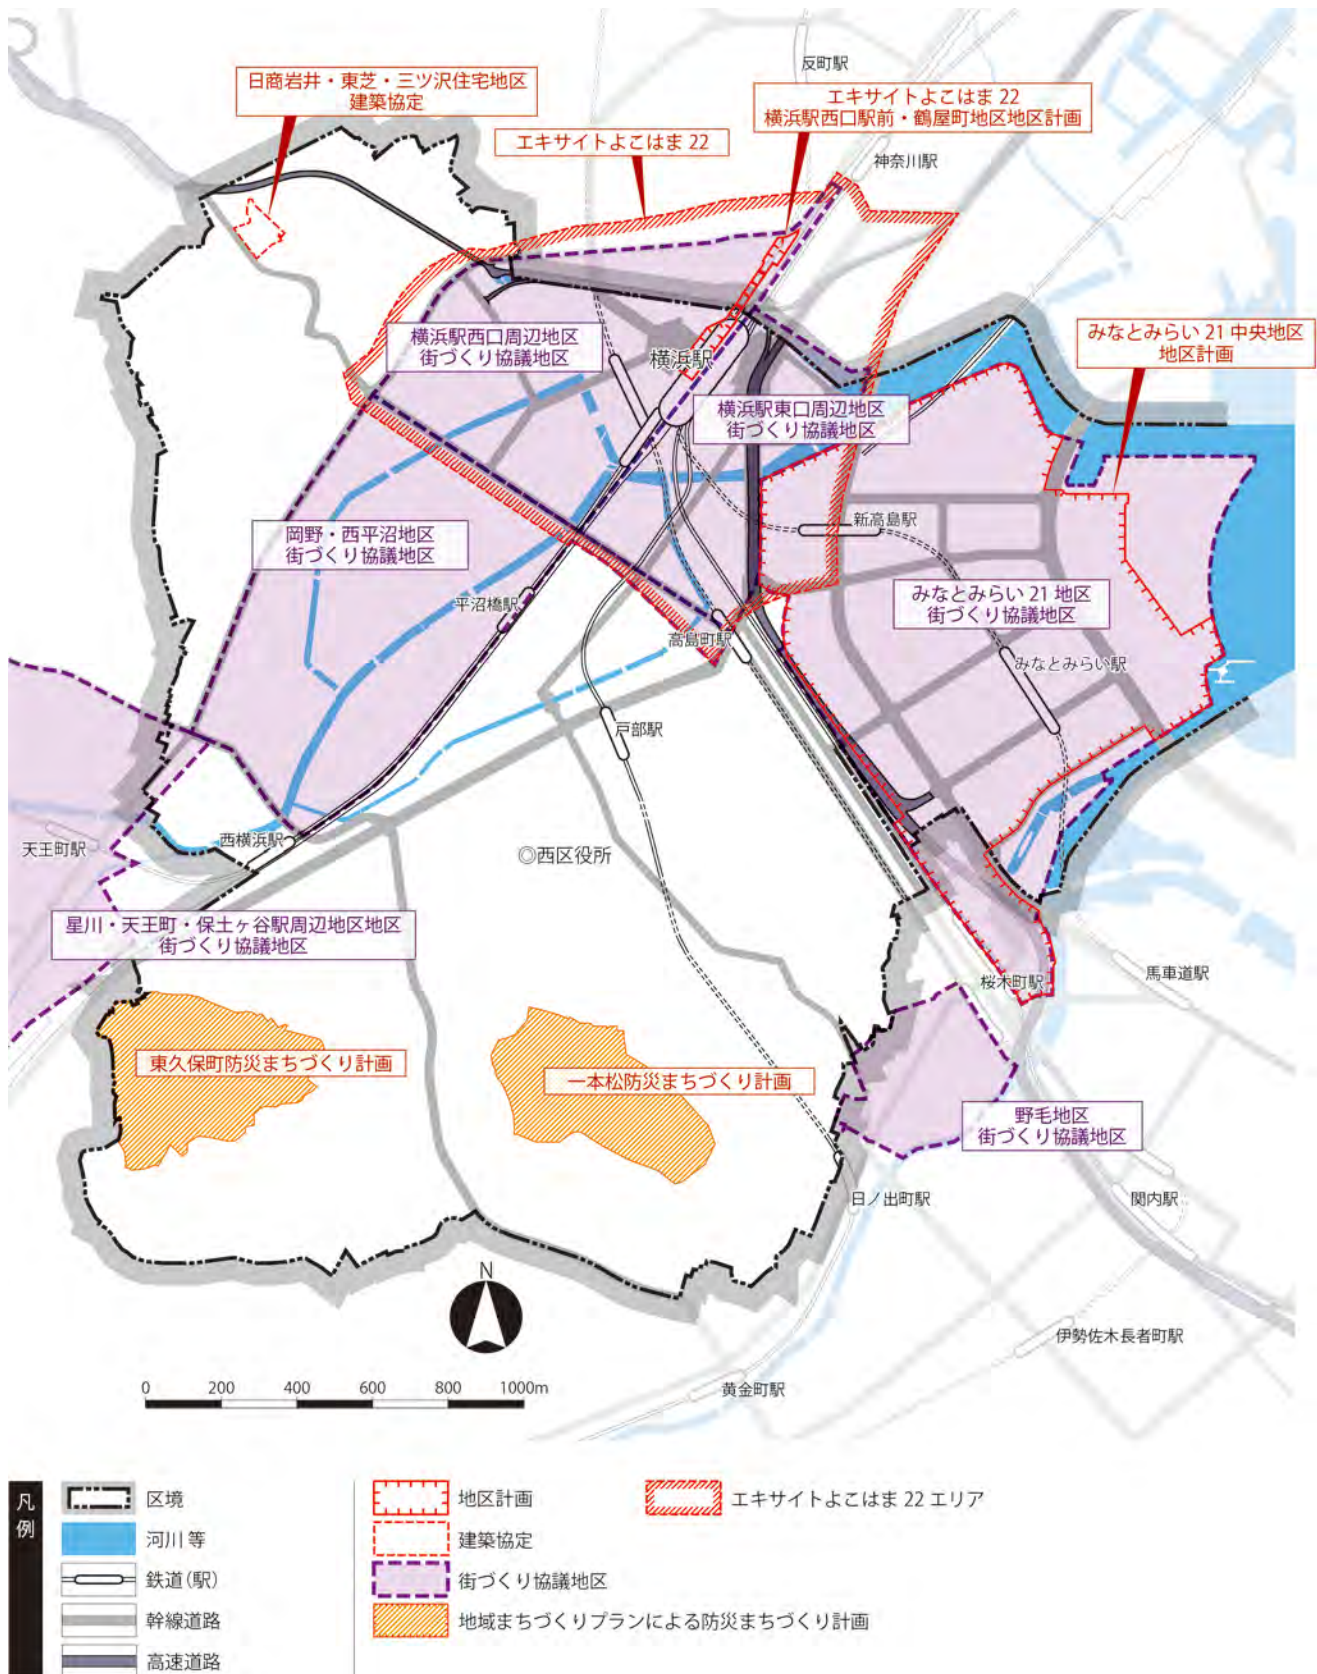 反町駅
日商岩井・東芝・三ツ沢住宅地区
建築協定
エキサイトよこはま 22
エキサイトよこはま 22
横浜駅西口駅前・鶴屋町地区地区計画
神奈川駅
みなとみらい 21 中央地区
地区計画
横浜駅西口周辺地区
街づくり協議地区
横浜駅
横浜駅東口周辺地区
街づくり協議地区
岡野・西平沼地区
街づくり協議地区
新高島駅
平沼橋駅
高島町駅
みなとみらい 21 地区
街づくり協議地区
みなとみらい駅
戸部駅
天王町駅
西横浜駅
◎西区役所
星川・天王町・保土ヶ谷駅周辺地区地区
街づくり協議地区
桜木町駅
馬車道駅
東久保町防災まちづくり計画
一本松防災まちづくり計画
野毛地区
街づくり協議地区
日ノ出町駅
関内駅
N
伊勢佐木長者町駅
黄金町駅
0 200 400 600 800 1000m
凡例
区境
河川等
鉄道（駅）
幹線道路
高速道路
地区計画
建築協定
街づくり協議地区
地域まちづくりプランによる防災まちづくり計画
エキサイトよこはま 22 エリア